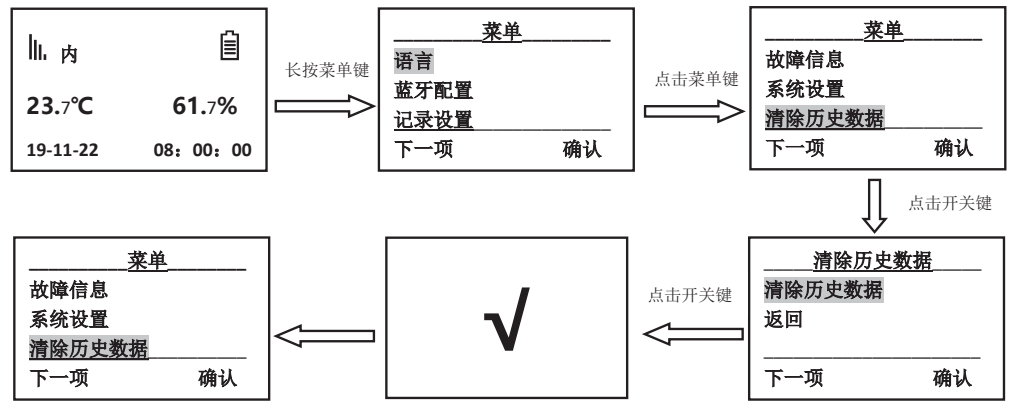 内
23.7℃ 61.7%
19-11-22 08：00：00
长按菜单键
菜单
语言
蓝牙配置
记录设置
下一项 确认
点击菜单键
菜单
故障信息
系统设置
清除历史数据
下一项 确认
点击开关键
清除历史数据
清除历史数据
返回
下一项 确认
点击开关键
√
菜单
故障信息
系统设置
清除历史数据
下一项 确认